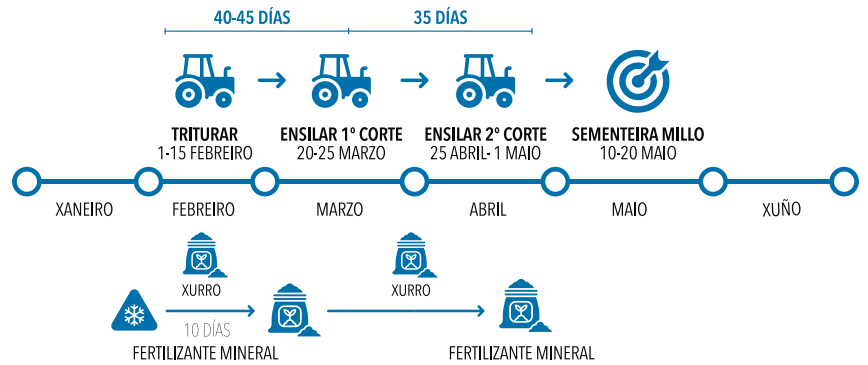 40-45 DÍAS
35 DÍAS
TRITURAR
1-15 FEBREIRO
ENSILAR 1º CORTE
20-25 MARZO
ENSILAR 2º CORTE
25 ABRIL- 1 MAIO
SEMENTEIRA MILLO
10-20 MAIO
XANEIRO
FEBREIRO
MARZO
ABRIL
MAIO
XUÑO
XURRO
XURRO
10 DÍAS
FERTILIZANTE MINERAL
FERTILIZANTE MINERAL